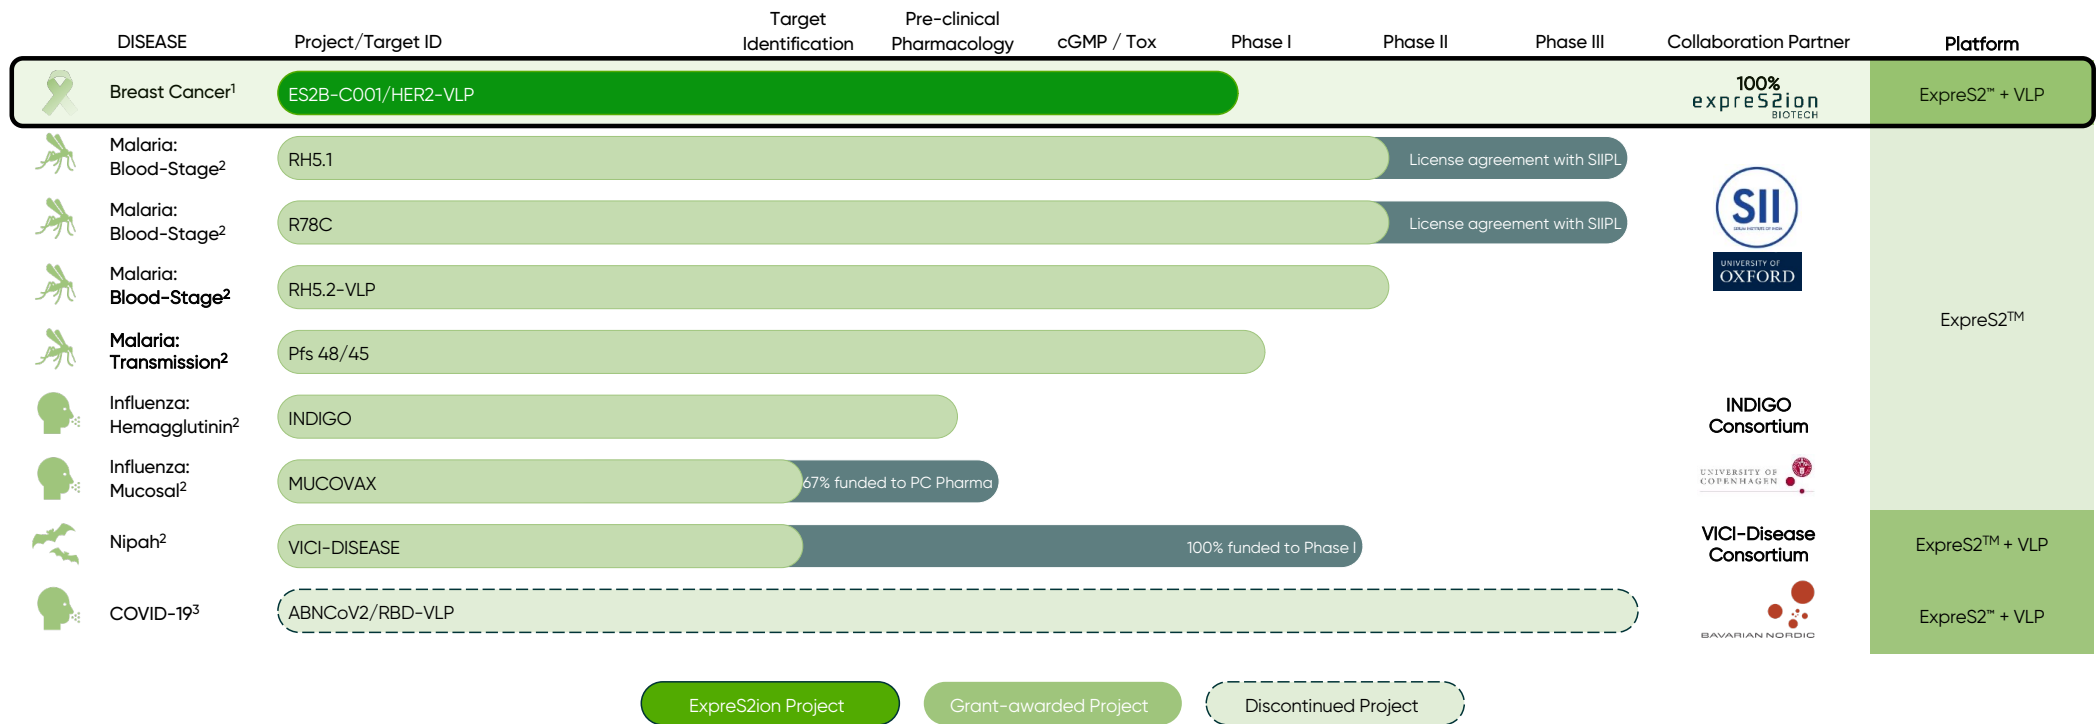 DISEASE
Project/Target ID
Target
Identification
Pre-clinical
Pharmacology
cGMP / Tox
Phase I
Phase II
Phase III
Collaboration Partner
Platform
Breast Cancer¹
ES2B-C001/HER2-VLP
100%
expreS2ion
BIOTECH
ExpreS2™ + VLP
Malaria:
Blood-Stage²
RH5.1
License agreement with SIIPL
Malaria:
Blood-Stage²
R78C
License agreement with SIIPL
SII
SERUM INSTITUTE OF INDIA
Malaria:
Blood-Stage²
RH5.2-VLP
UNIVERSITY OF
OXFORD
Malaria:
Transmission²
Pfs 48/45
ExpreS2TM
Influenza:
Hemagglutinin²
INDIGO
INDIGO
Consortium
Influenza:
Mucosal²
MUCOVAX
67% funded to PC Pharma
UNIVERSITY OF
COPENHAGEN
Nipah²
VICI-DISEASE
100% funded to Phase I
VICI-Disease
Consortium
ExpreS2TM + VLP
COVID-19³
ABNCoV2/RBD-VLP
BAVARIAN NORDIC
ExpreS2™ + VLP
ExpreS2ion Project
Grant-awarded Project
Discontinued Project